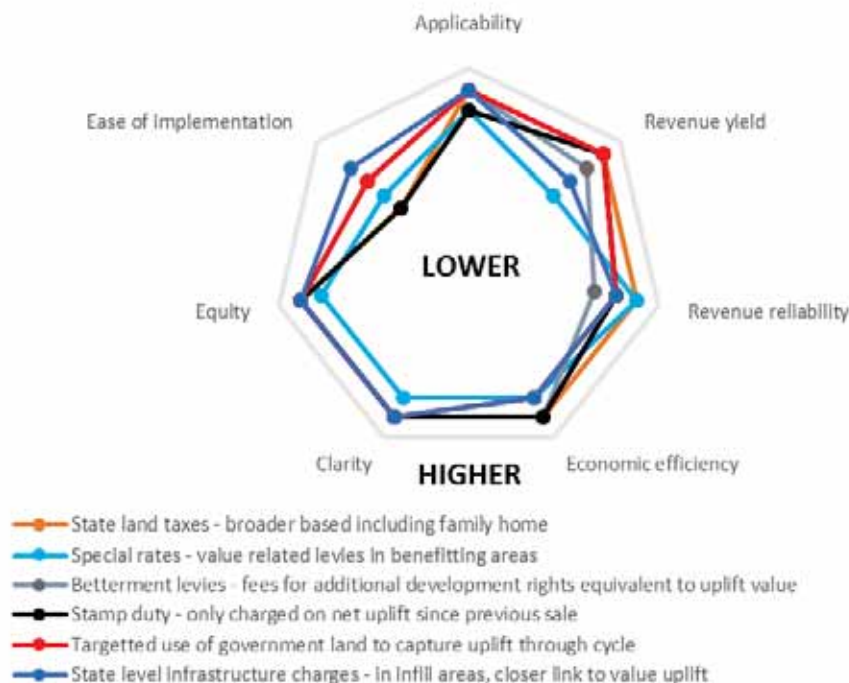 Applicability
Ease of implementation
Revenue yield
LOWER
Equity
Revenue reliability
Clarity
HIGHER
Economic efficiency
State land taxes - broader based including family home
Special rates - value related levies in benefitting areas
Betterment levies - fees for additional development rights equivalent to uplift value
Stamp duty - only charged on net uplift since previous sale
Targetted use of government land to capture uplift through cycle
State level infrastructure charges - in infill areas, closer link to value uplift